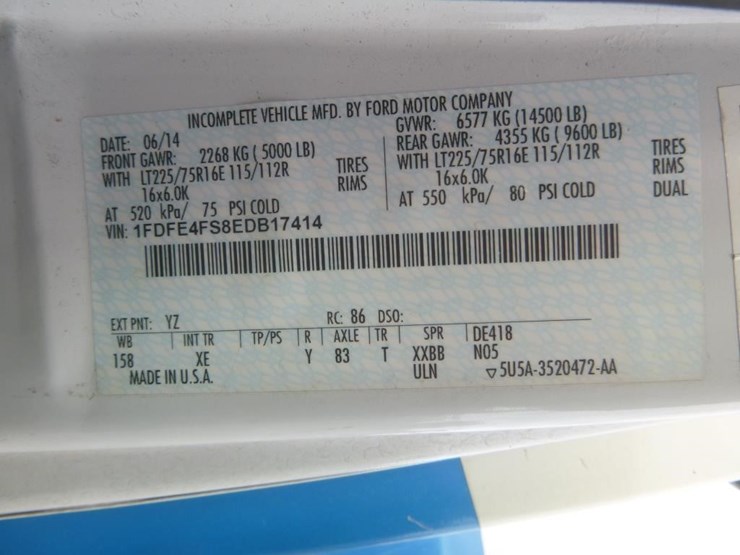 INCOMPLETE VEHICLE MFD. BY FORD MOTOR COMPANY
DATE: 06/14 GVWR: 6577 KG (14500 LB)
FRONT GAWR: 2268 KG (5000 LB) REAR GAWR: 4355 KG (9600 LB)
WITH LT225/75R16E 115/112R TIRES WITH LT225/75R16E 115/112R TIRES
16x6.0K RIMS 16x6.0K RIMS
AT 520 kPa/ 75 PSI COLD AT 550 kPa/ 80 PSI COLD DUAL
VIN: 1FDFE4FS8EDB17414
EXT PNT: YZ RC: 86 DSO:
WB INT TR TP/PS R AXLE TR SPR DE418
158 XE Y 83 T XXBB N05
MADE IN U.S.A. ULN ▽5U5A-3520472-AA